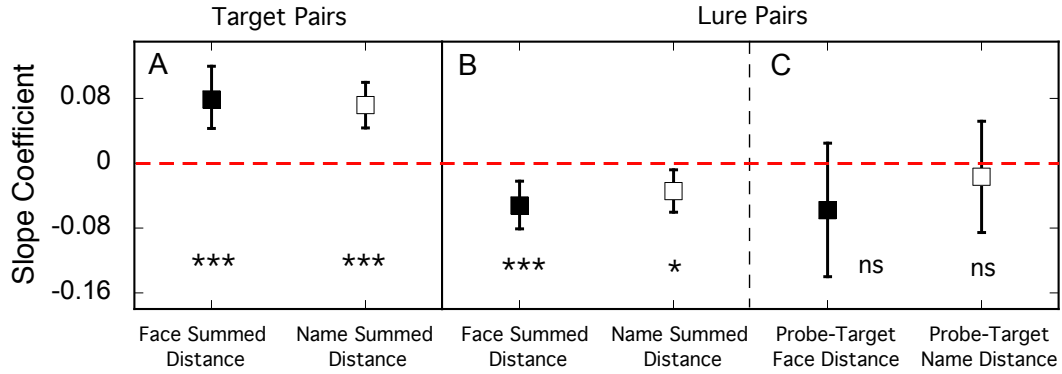 Target Pairs
Lure Pairs
A
B
C
Slope Coefficient
0.08
0
-0.08
-0.16
***
***
***
*
ns
ns
Face Summed
Distance
Name Summed
Distance
Face Summed
Distance
Name Summed
Distance
Probe-Target
Face Distance
Probe-Target
Name Distance